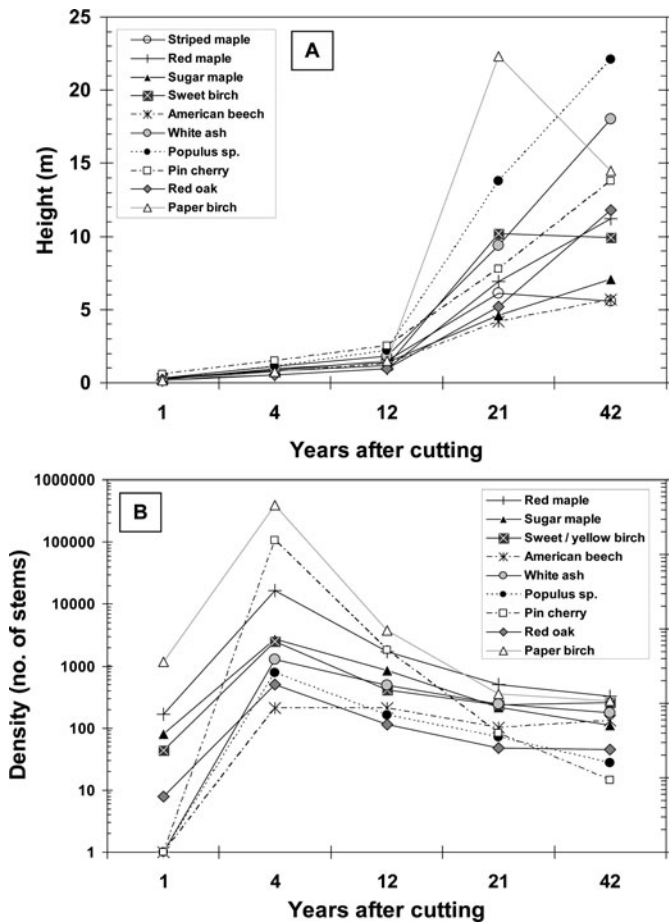 A
Striped maple
Red maple
Sugar maple
Sweet birch
American beech
White ash
Populus sp.
Pin cherry
Red oak
Paper birch
Height (m)
25
20
15
10
5
0
1 4 12 21 42
Years after cutting
B
Red maple
Sugar maple
Sweet / yellow birch
American beech
White ash
Populus sp.
Pin cherry
Red oak
Paper birch
Density (no. of stems)
1000000
100000
10000
1000
100
10
1
1 4 12 21 42
Years after cutting